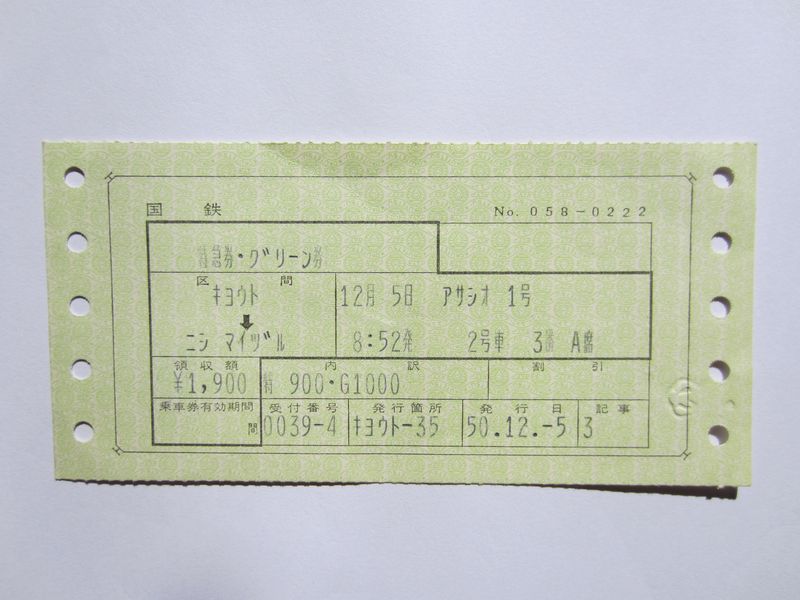 国鉄 No. 058-0222
特急券・グリーン券
区間
キヨウト 12月 5日 アサシオ 1号
⬇
ニシ マイヅル 8:52発 2号車 3番 A席
領収額 内訳 割引
¥1,900 特 900・G1000
乗車券有効期間 受付番号 発行箇所 発行日 記事
間 0039-4 キヨウト-35 50.12.-5 3